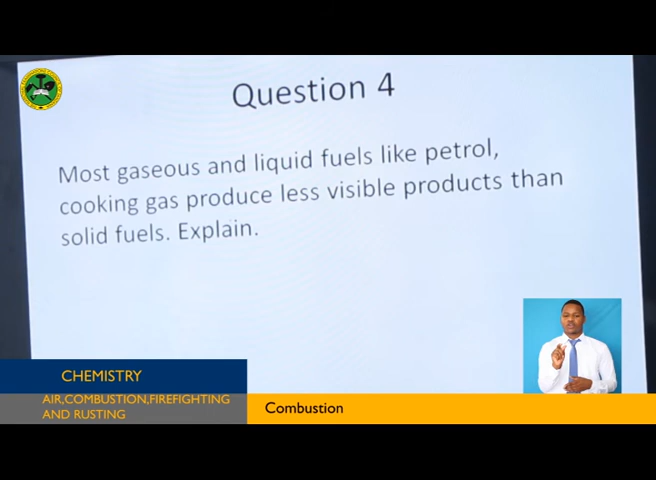 Question 4
Most gaseous and liquid fuels like petrol,
cooking gas produce less visible products than
solid fuels. Explain.
CHEMISTRY
AIR,COMBUSTION,FIREFIGHTING
AND RUSTING
Combustion